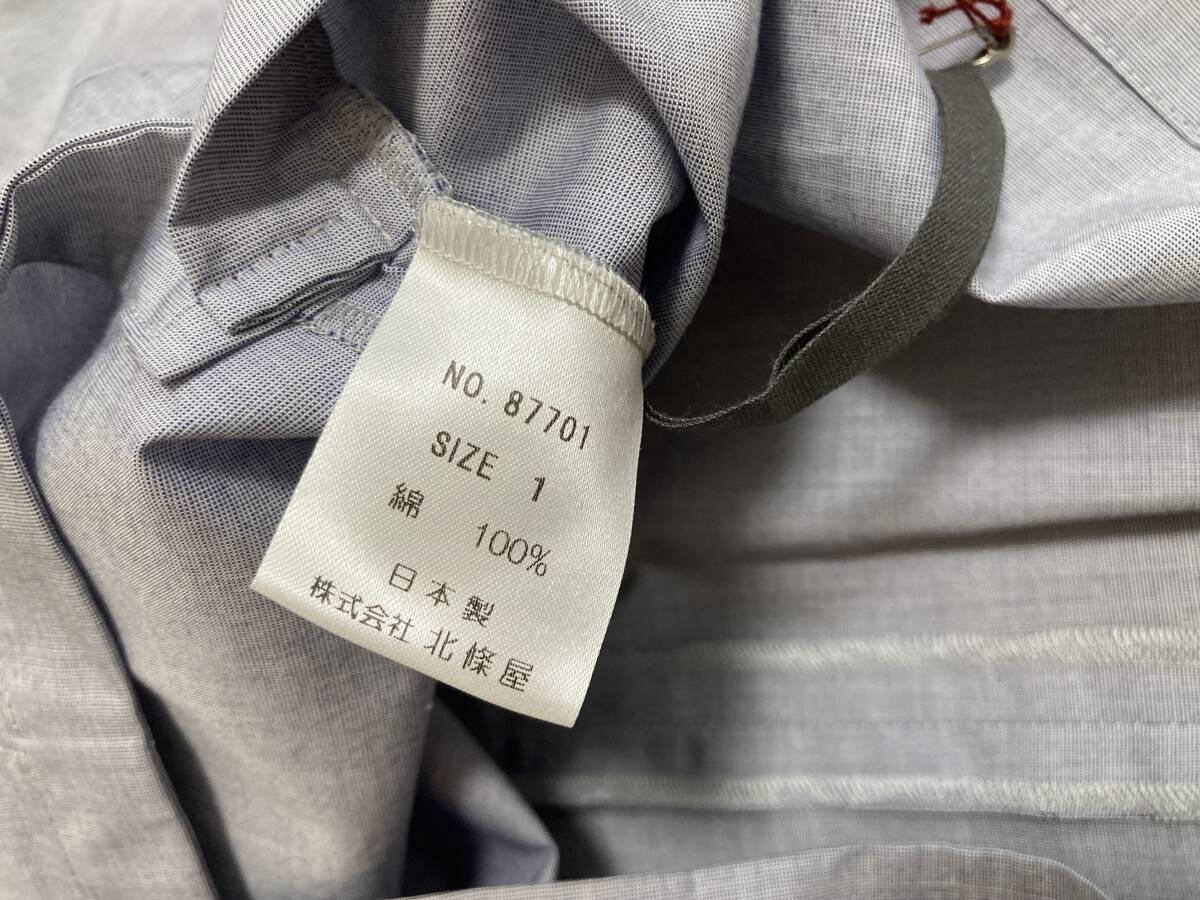 NO. 87701
SIZE 1
綿 100%
日本製
株式会社 北條屋